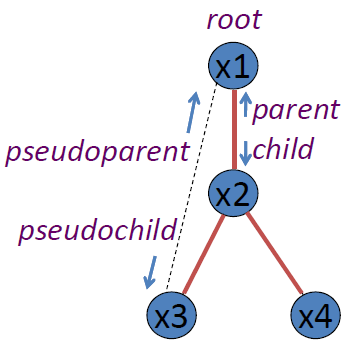 root
x1
parent
pseudoparent
child
x2
pseudochild
x3
x4